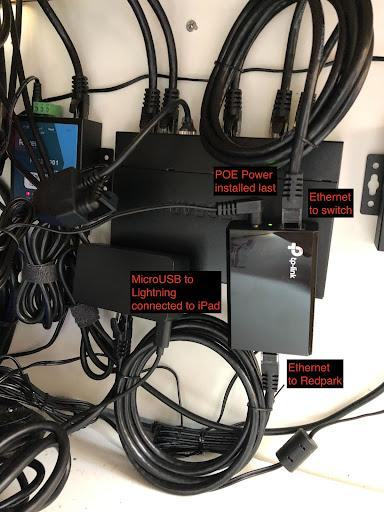 POE Power
installed last
Ethernet
to switch
tp-link
MicroUSB to
Lightning
connected to iPad
Ethernet
to Redpark